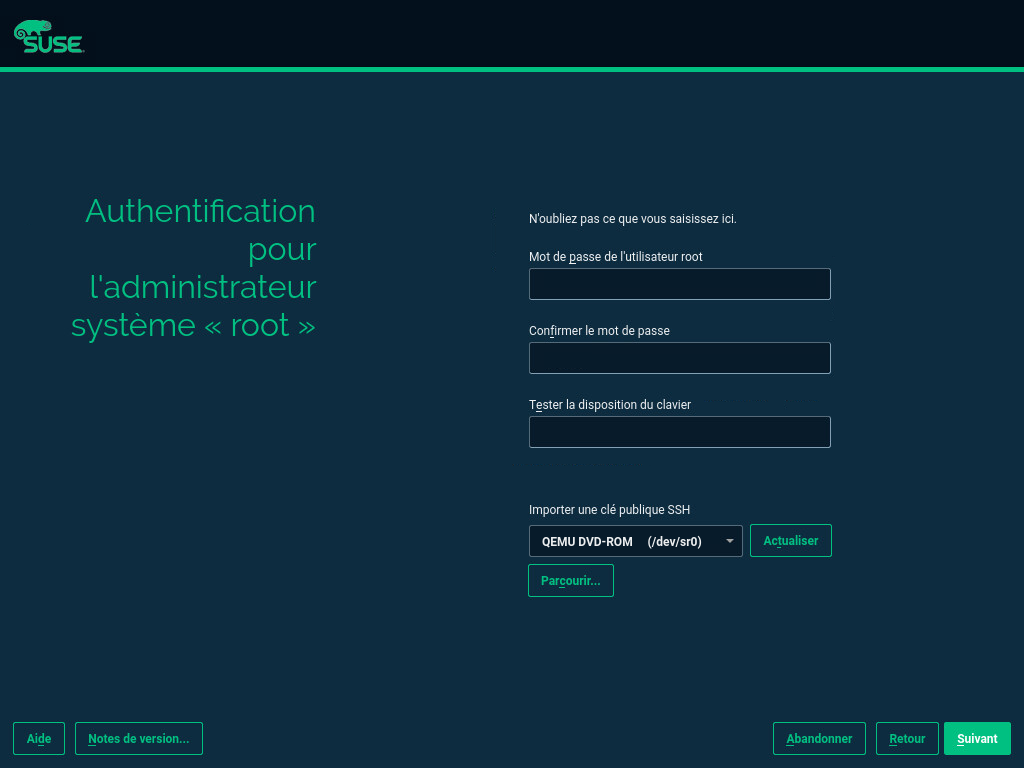 SUSE
Authentification
pour
l'administrateur
système « root »
N'oubliez pas ce que vous saisissez ici.
Mot de passe de l'utilisateur root
Confirmer le mot de passe
Tester la disposition du clavier
Importer une clé publique SSH
QEMU DVD-ROM (/dev/sr0)
Actualiser
Parcourir...
Aide
Notes de version...
Abandonner
Retour
Suivant